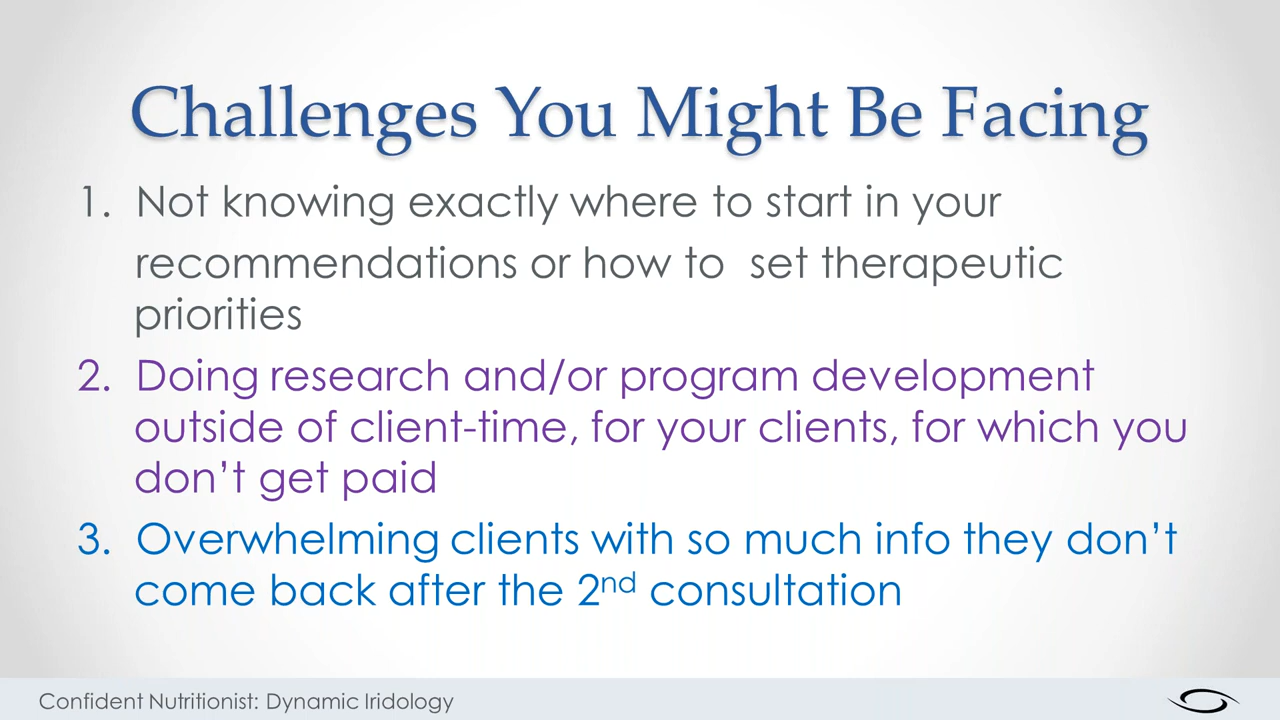 Challenges You Might Be Facing
1. Not knowing exactly where to start in your
recommendations or how to  set therapeutic
priorities
2. Doing research and/or program development
outside of client-time, for your clients, for which you
don’t get paid
3. Overwhelming clients with so much info they don’t
come back after the 2nd consultation
Confident Nutritionist: Dynamic Iridology